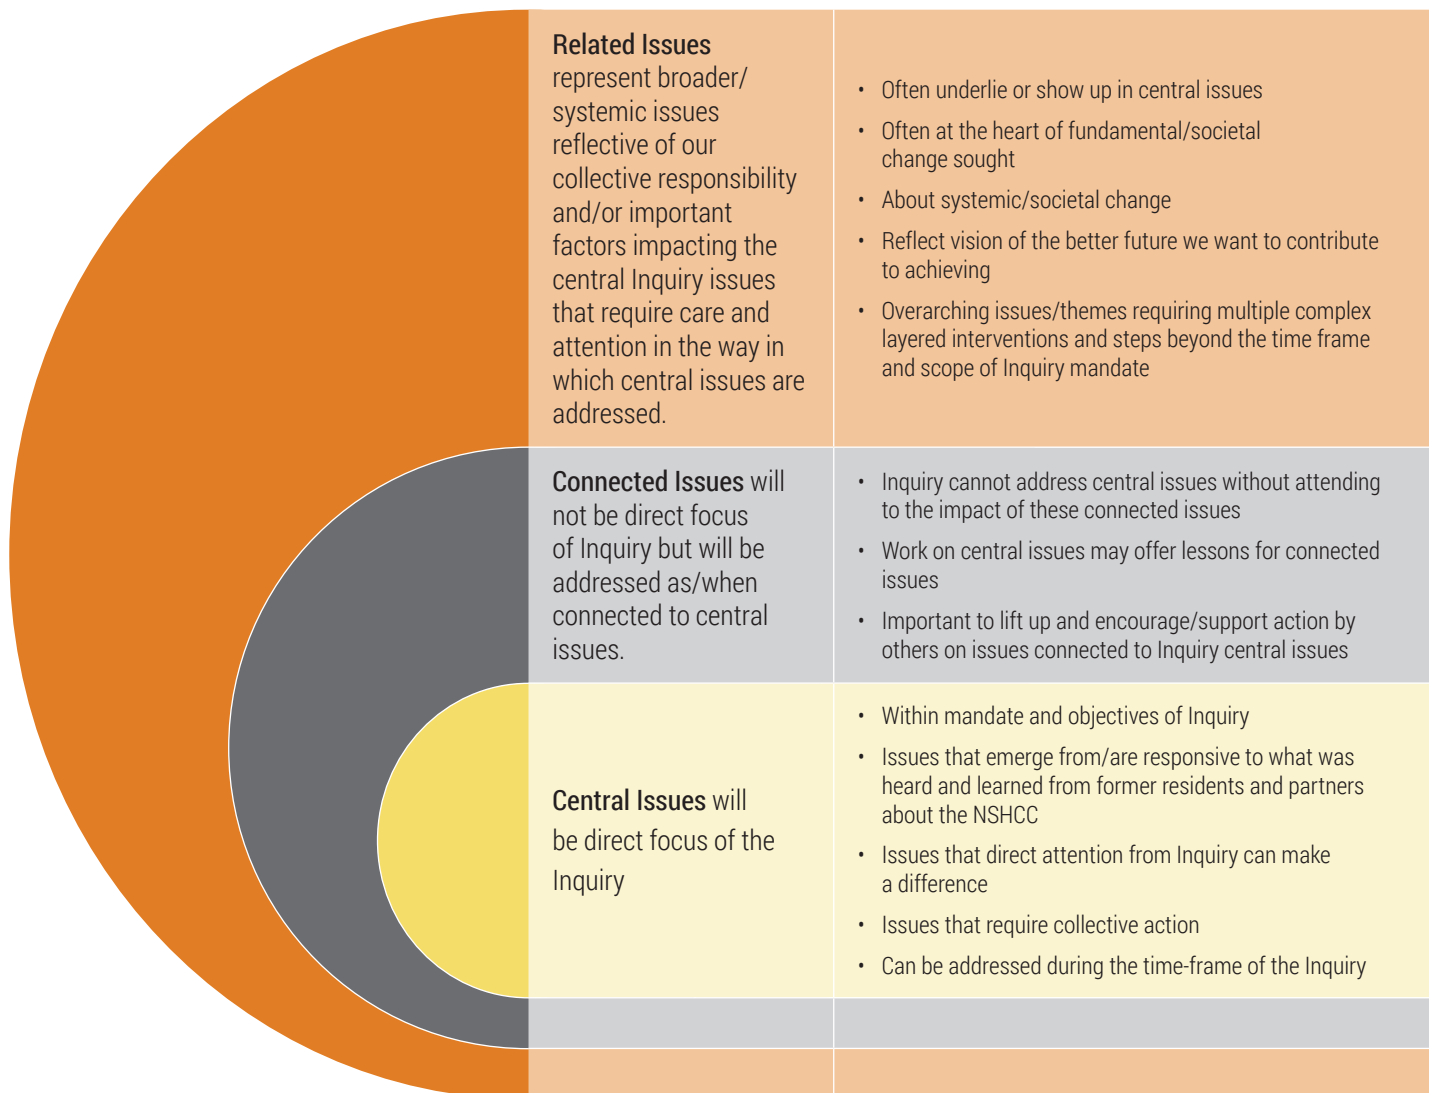 Related Issues
represent broader/
systemic issues
reflective of our
collective responsibility
and/or important
factors impacting the
central Inquiry issues
that require care and
attention in the way in
which central issues are
addressed.
• Often underlie or show up in central issues
• Often at the heart of fundamental/societal
change sought
• About systemic/societal change
• Reflect vision of the better future we want to contribute
to achieving
• Overarching issues/themes requiring multiple complex
layered interventions and steps beyond the time frame
and scope of Inquiry mandate
Connected Issues will
not be direct focus
of Inquiry but will be
addressed as/when
connected to central
issues.
• Inquiry cannot address central issues without attending
to the impact of these connected issues
• Work on central issues may offer lessons for connected
issues
• Important to lift up and encourage/support action by
others on issues connected to Inquiry central issues
Central Issues will
be direct focus of the
Inquiry
• Within mandate and objectives of Inquiry
• Issues that emerge from/are responsive to what was
heard and learned from former residents and partners
about the NSHCC
• Issues that direct attention from Inquiry can make
a difference
• Issues that require collective action
• Can be addressed during the time-frame of the Inquiry